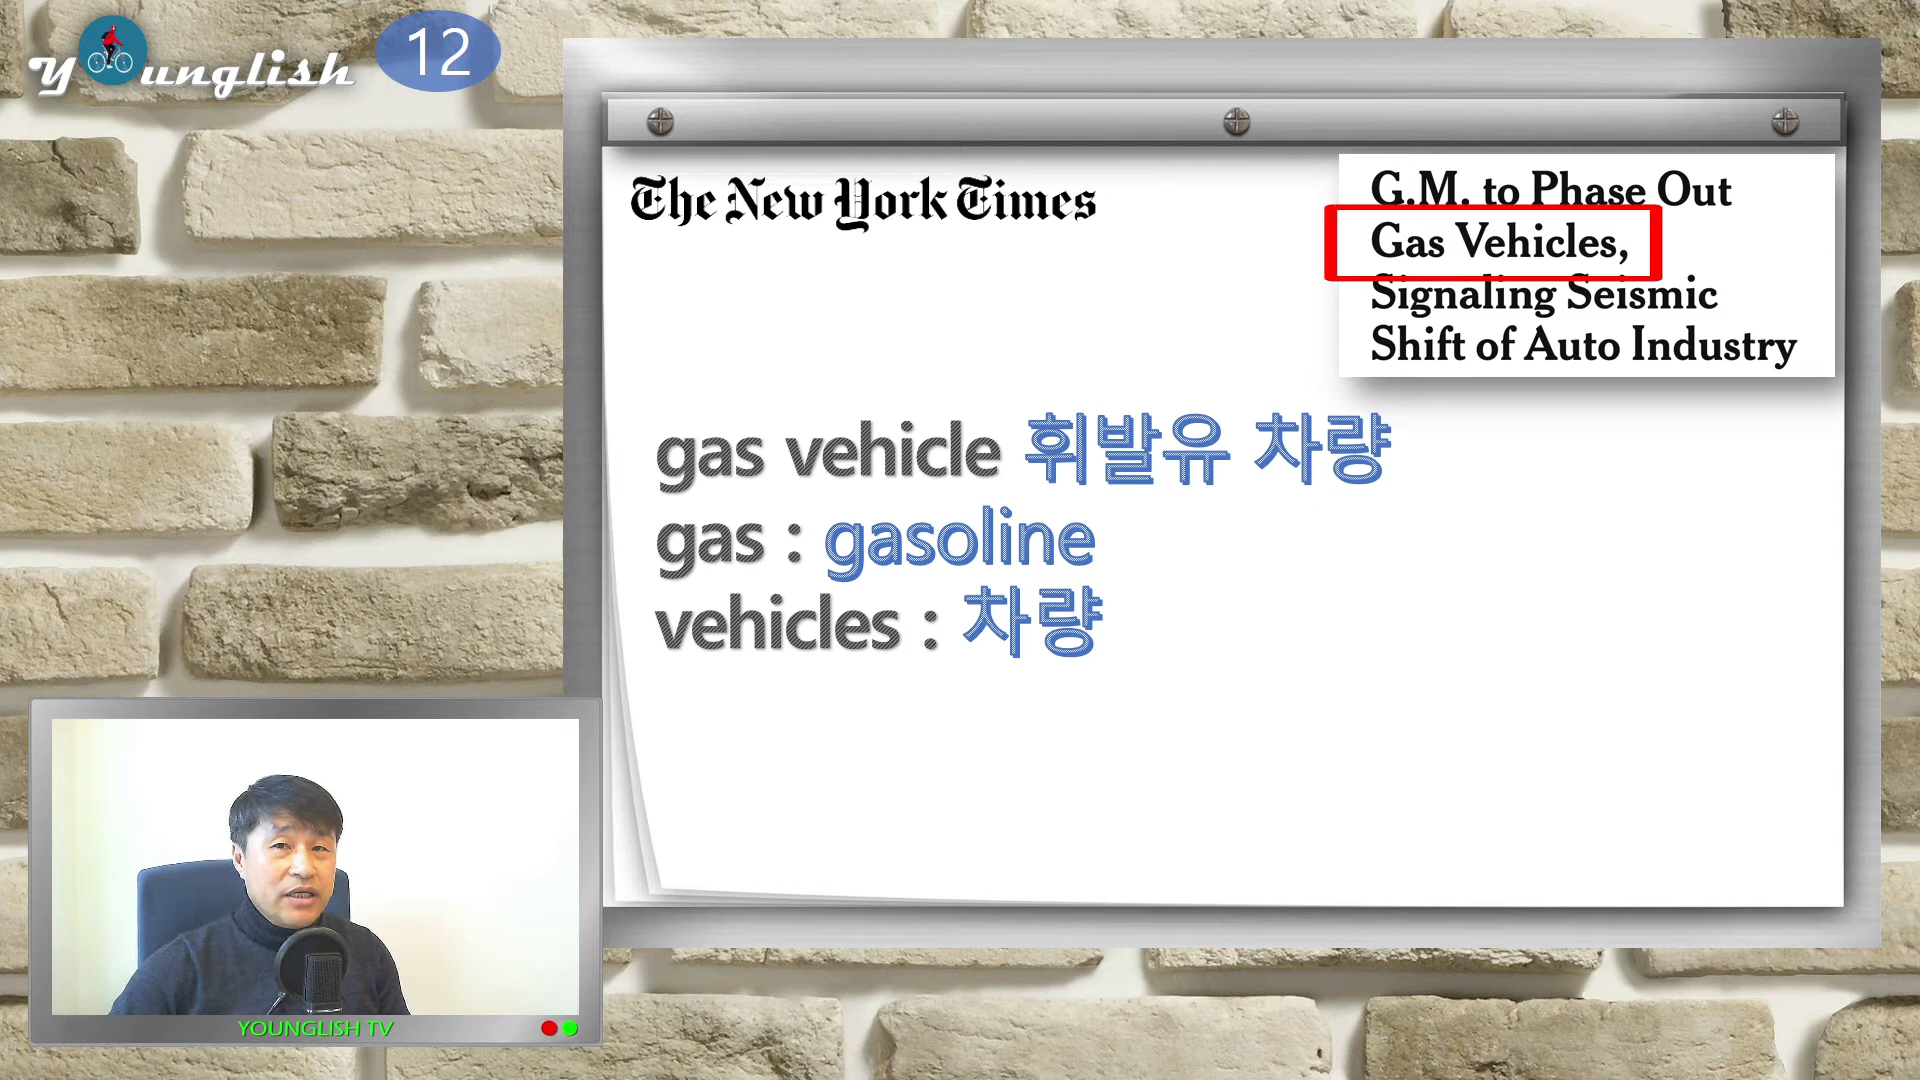 Younglish
12
The New York Times
G.M. to Phase Out
Gas Vehicles,
Signaling Seismic
Shift of Auto Industry
gas vehicle 휘발유 차량
gas : gasoline
vehicles : 차량
YOUNGLISH TV